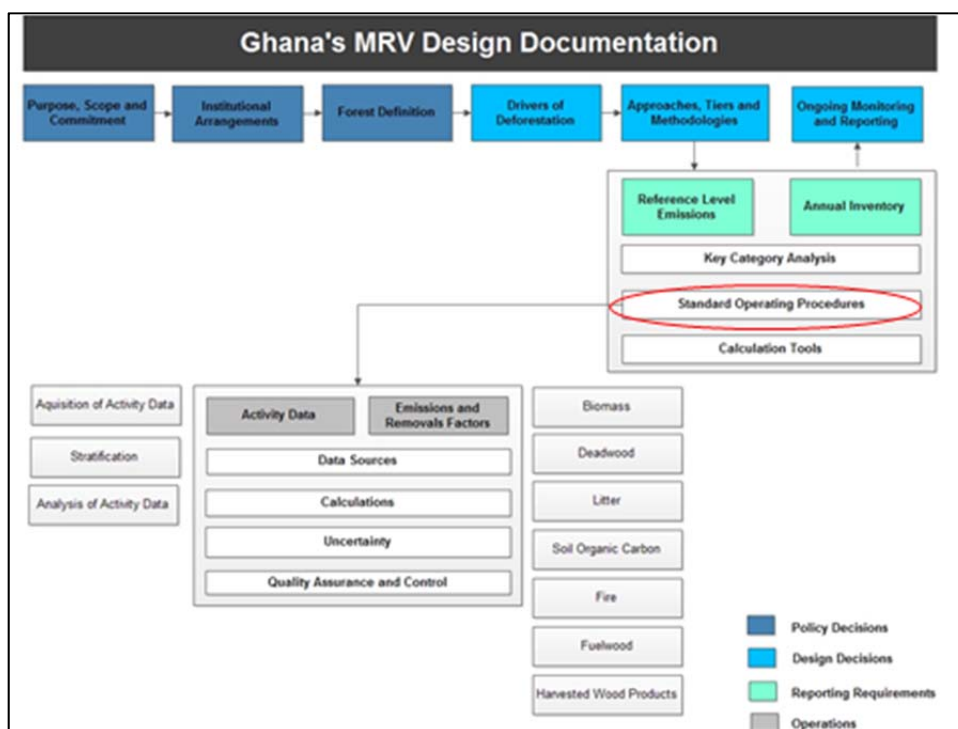 Ghana's MRV Design Documentation
Purpose, Scope and
Commitment
Institutional
Arrangements
Forest Definition
Drivers of
Deforestation
Approaches, Tiers and
Methodologies
Ongoing Monitoring
and Reporting
Reference Level
Emissions
Annual Inventory
Key Category Analysis
Standard Operating Procedures
Calculation Tools
Aquisition of Activity Data
Stratification
Analysis of Activity Data
Activity Data
Emissions and
Removals Factors
Data Sources
Calculations
Uncertainty
Quality Assurance and Control
Biomass
Deadwood
Litter
Soil Organic Carbon
Fire
Fuelwood
Harvested Wood Products
Policy Decisions
Design Decisions
Reporting Requirements
Operations